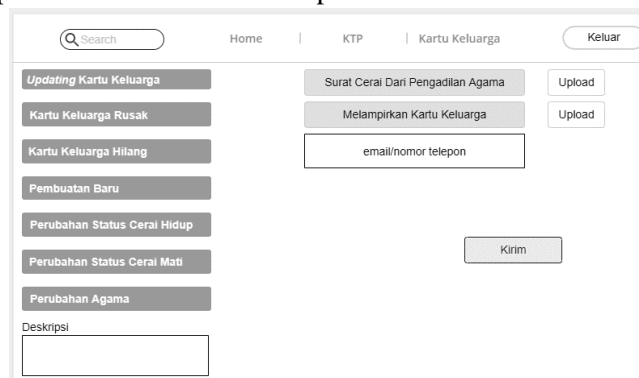 Search
Home | KTP | Kartu Keluarga
Keluar
Updating Kartu Keluarga
Kartu Keluarga Rusak
Kartu Keluarga Hilang
Pembuatan Baru
Perubahan Status Cerai Hidup
Perubahan Status Cerai Mati
Perubahan Agama
Deskripsi
Surat Cerai Dari Pengadilan Agama
Upload
Melampirkan Kartu Keluarga
Upload
email/nomor telepon
Kirim